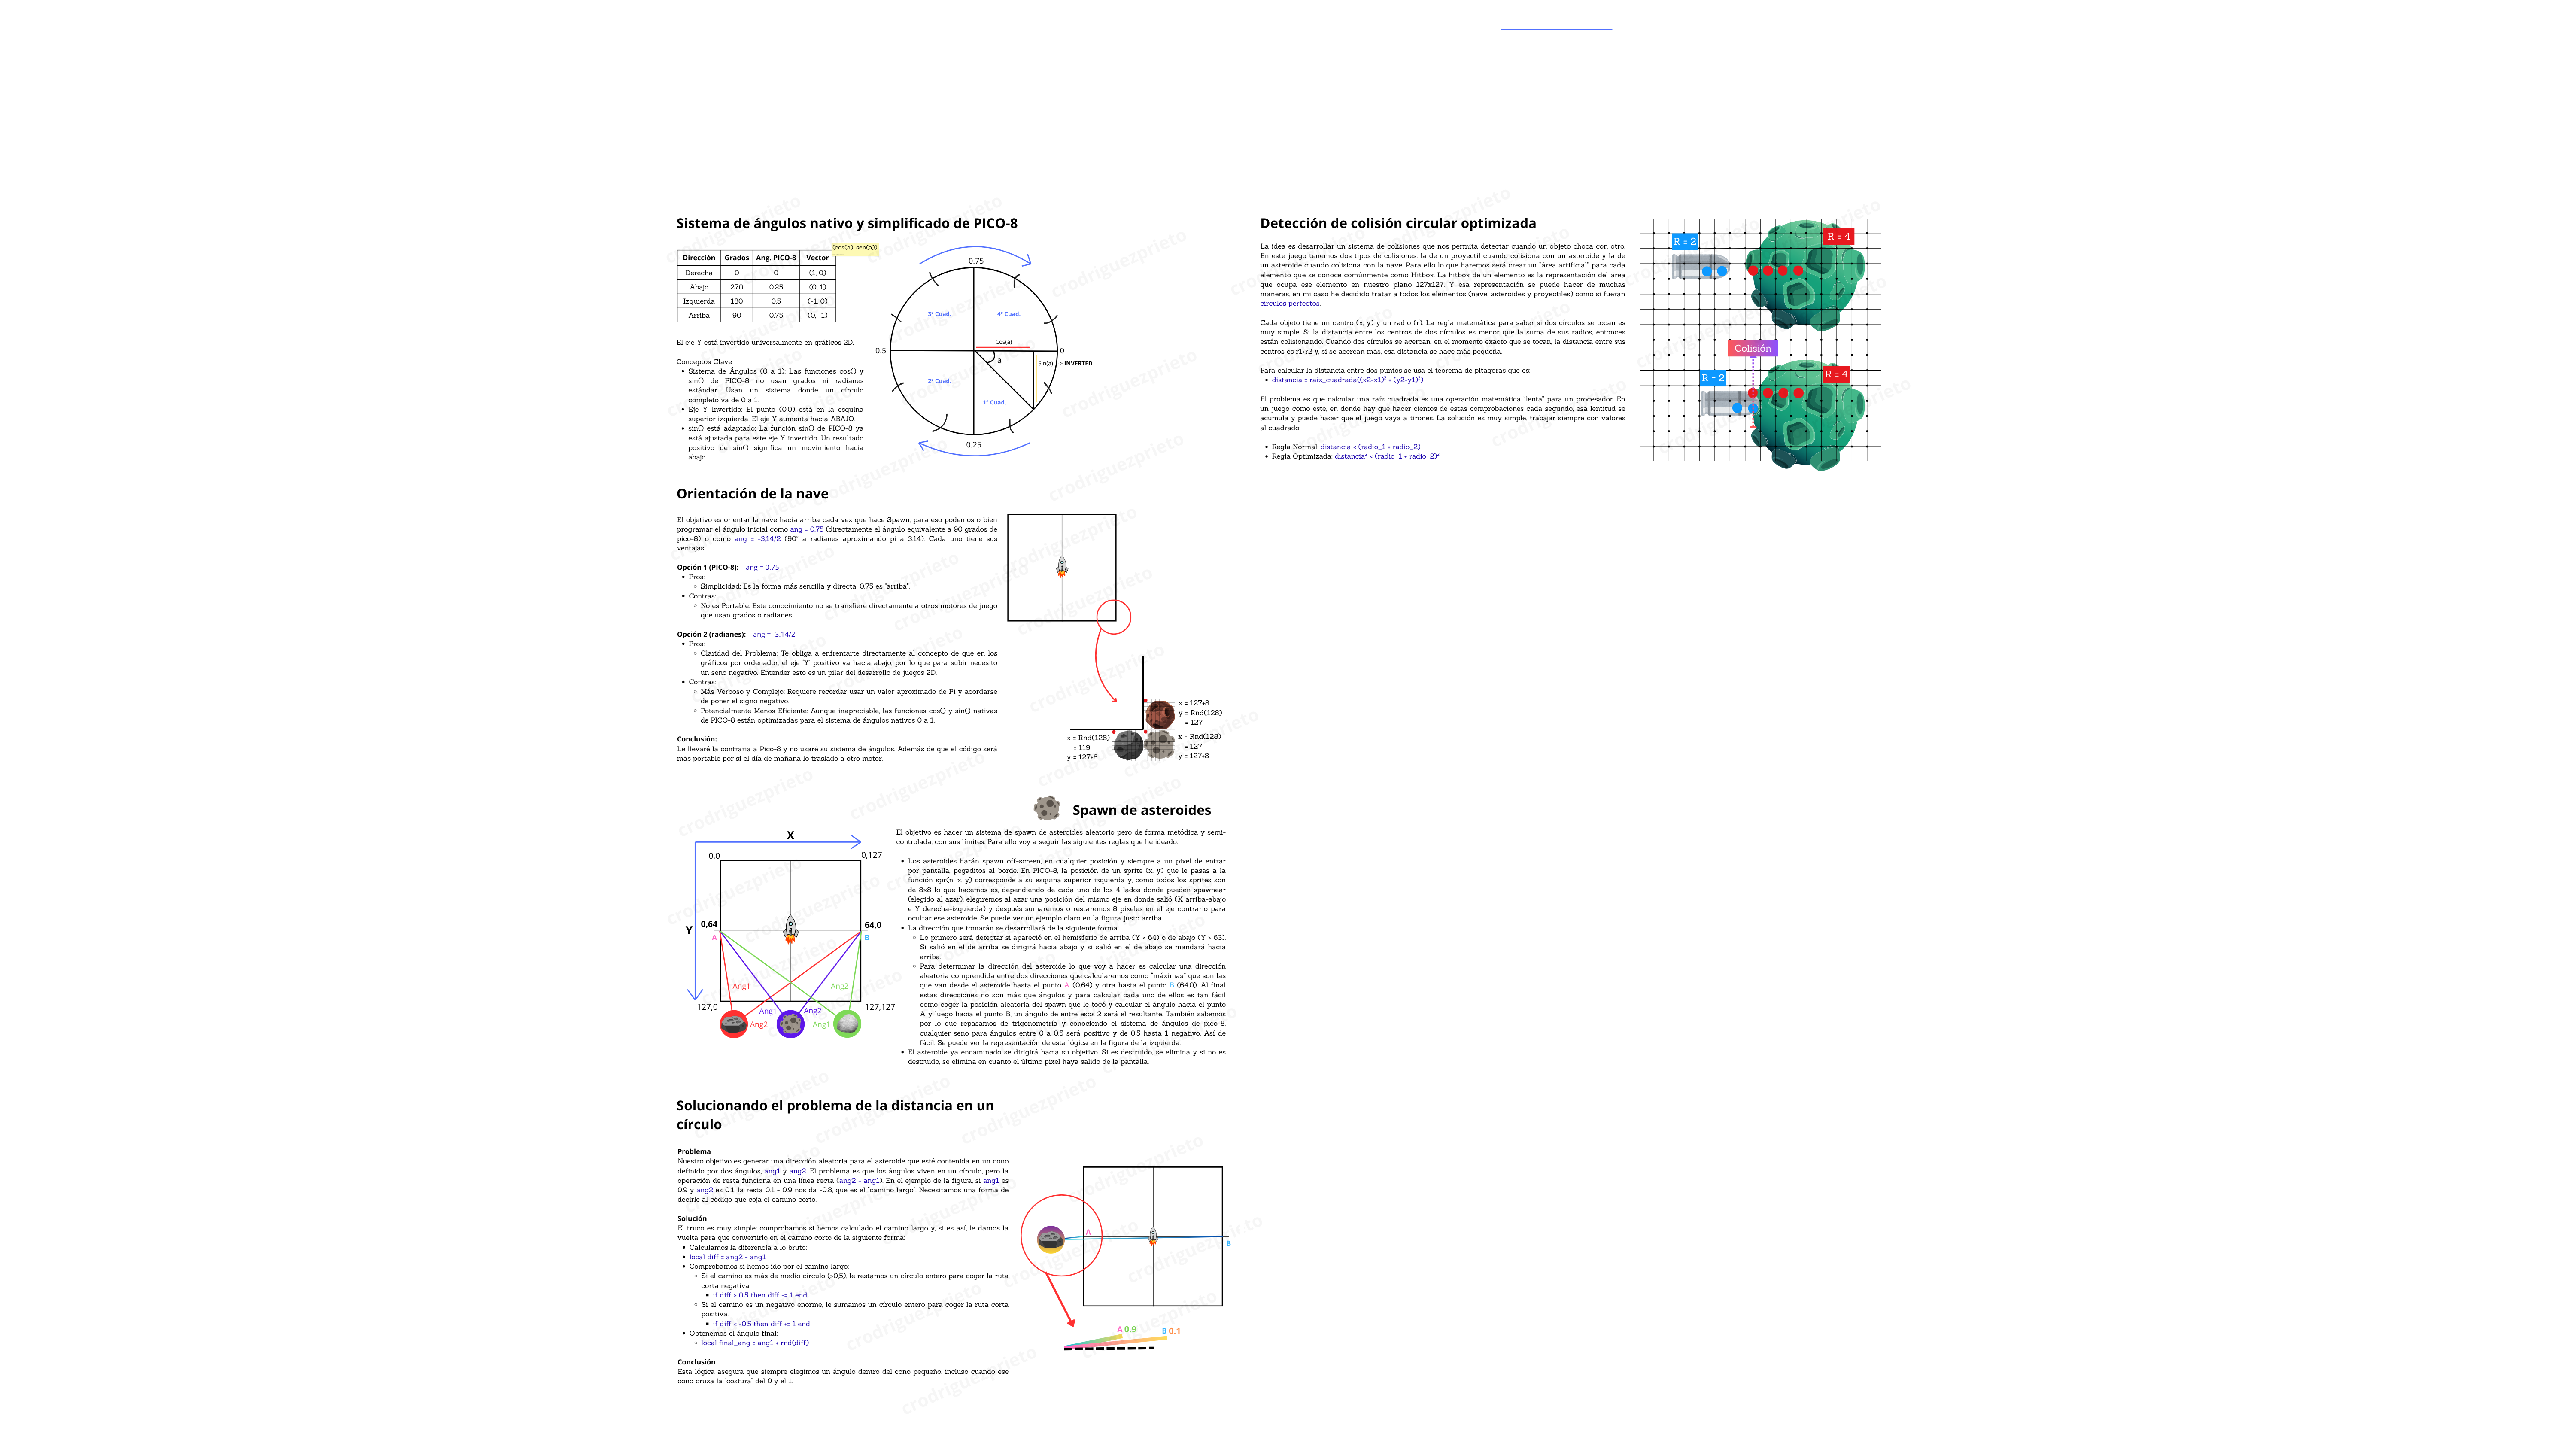 Sistema de ángulos nativo y simplificado de PICO-8
(cos(a), sen(a))
Dirección Grados Ang. PICO-8 Vector
Derecha 0 0 (1, 0)
Abajo 270 0.25 (0, 1)
Izquierda 180 0.5 (-1, 0)
Arriba 90 0.75 (0, -1)
El eje Y está invertido universalmente en gráficos 2D.
Conceptos Clave
• Sistema de Ángulos (0 a 1): Las funciones cos() y
sin() de PICO-8 no usan grados ni radianes
estándar. Usan un sistema donde un círculo
completo va de 0 a 1.
• Eje Y Invertido: El punto (0,0) está en la esquina
superior izquierda. El eje Y aumenta hacia ABAJO.
• sin() está adaptado: La función sin() de PICO-8 ya
está ajustada para este eje Y invertido. Un resultado
positivo de sin() significa un movimiento hacia
abajo.
0.75
3º Cuad.
4º Cuad.
Cos(a)
0.5
0
a
Sin(a) -> INVERTED
2º Cuad.
1º Cuad.
0.25
Orientación de la nave
El objetivo es orientar la nave hacia arriba cada vez que hace Spawn, para eso podemos o bien
programar el ángulo inicial como ang = 0.75 (directamente el ángulo equivalente a 90 grados de
pico-8) o como ang = -3.14/2 (90º a radianes aproximando pi a 3.14). Cada uno tiene sus
ventajas:
Opción 1 (PICO-8): ang = 0.75
• Pros:
○ Simplicidad: Es la forma más sencilla y directa. 0.75 es "arriba".
• Contras:
○ No es Portable: Este conocimiento no se transfiere directamente a otros motores de juego
que usan grados o radianes.
Opción 2 (radianes): ang = -3.14/2
• Pros:
○ Claridad del Problema: Te obliga a enfrentarte directamente al concepto de que en los
gráficos por ordenador, el eje 'Y' positivo va hacia abajo, por lo que para subir necesito
un seno negativo. Entender esto es un pilar del desarrollo de juegos 2D.
• Contras:
○ Más Verboso y Complejo: Requiere recordar usar un valor aproximado de Pi y acordarse
de poner el signo negativo.
○ Potencialmente Menos Eficiente: Aunque inapreciable, las funciones cos() y sin() nativas
de PICO-8 están optimizadas para el sistema de ángulos nativos 0 a 1.
Conclusión:
Le llevaré la contraria a Pico-8 y no usaré su sistema de ángulos. Además de que el código será
más portable por si el día de mañana lo traslado a otro motor.
x = 127+8
y = Rnd(128)
= 127
x = Rnd(128)
= 119
y = 127+8
x = Rnd(128)
= 127
y = 127+8
Spawn de asteroides
X
0,0
0,127
0,64
64,0
Y
A
B
Ang1
Ang2
127,0
127,127
Ang1
Ang2
Ang2
Ang1
El objetivo es hacer un sistema de spawn de asteroides aleatorio pero de forma metódica y semi-
controlada, con sus límites. Para ello voy a seguir las siguientes reglas que he ideado:
• Los asteroides harán spawn off-screen, en cualquier posición y siempre a un pixel de entrar
por pantalla, pegaditos al borde. En PICO-8, la posición de un sprite (x, y) que le pasas a la
función spr(n, x, y) corresponde a su esquina superior izquierda y, como todos los sprites son
de 8x8 lo que hacemos es, dependiendo de cada uno de los 4 lados donde pueden spawnear
(elegido al azar), elegiremos al azar una posición del mismo eje en donde salió (X arriba-abajo
e Y derecha-izquierda) y después sumaremos o restaremos 8 píxeles en el eje contrario para
ocultar ese asteroide. Se puede ver un ejemplo claro en la figura justo arriba.
• La dirección que tomarán se desarrollará de la siguiente forma:
○ Lo primero será detectar si apareció en el hemisferio de arriba (Y < 64) o de abajo (Y > 63).
Si salió en el de arriba se dirigirá hacia abajo y si salió en el de abajo se mandará hacia
arriba.
○ Para determinar la dirección del asteroide lo que voy a hacer es calcular una dirección
aleatoria comprendida entre dos direcciones que calcularemos como "máximas" que son las
que van desde el asteroide hasta el punto A (0,64) y otra hasta el punto B (64,0). Al final
estas direcciones no son más que ángulos y para calcular cada uno de ellos es tan fácil
como coger la posición aleatoria del spawn que le tocó y calcular el ángulo hacia el punto
A y luego hacia el punto B, un ángulo de entre esos 2 será el resultante. También sabemos
por lo que repasamos de trigonometría y conociendo el sistema de ángulos de pico-8,
cualquier seno para ángulos entre 0 a 0.5 será positivo y de 0.5 hasta 1 negativo. Así de
fácil. Se puede ver la representación de esta lógica en la figura de la izquierda.
• El asteroide ya encaminado se dirigirá hacia su objetivo. Si es destruido, se elimina y si no es
destruido, se elimina en cuanto el último pixel haya salido de la pantalla.
Solucionando el problema de la distancia en un
círculo
Problema
Nuestro objetivo es generar una dirección aleatoria para el asteroide que esté contenida en un cono
definido por dos ángulos, ang1 y ang2. El problema es que los ángulos viven en un círculo, pero la
operación de resta funciona en una línea recta (ang2 - ang1). En el ejemplo de la figura, si ang1 es
0.9 y ang2 es 0.1, la resta 0.1 - 0.9 nos da -0.8, que es el "camino largo". Necesitamos una forma de
decirle al código que coja el camino corto.
Solución
El truco es muy simple: comprobamos si hemos calculado el camino largo y, si es así, le damos la
vuelta para que convertirlo en el camino corto de la siguiente forma:
• Calculamos la diferencia a lo bruto:
• local diff = ang2 - ang1
• Comprobamos si hemos ido por el camino largo:
○ Si el camino es más de medio círculo (>0.5), le restamos un círculo entero para coger la ruta
corta negativa.
▪ if diff > 0.5 then diff -= 1 end
○ Si el camino es un negativo enorme, le sumamos un círculo entero para coger la ruta corta
positiva.
▪ if diff < -0.5 then diff += 1 end
• Obtenemos el ángulo final:
○ local final_ang = ang1 + rnd(diff)
Conclusión
Esta lógica asegura que siempre elegimos un ángulo dentro del cono pequeño, incluso cuando ese
cono cruza la "costura" del 0 y el 1.
A
B
A 0.9
B 0.1
Detección de colisión circular optimizada
La idea es desarrollar un sistema de colisiones que nos permita detectar cuando un objeto choca con otro.
En este juego tenemos dos tipos de colisiones: la de un proyectil cuando colisiona con un asteroide y la de
un asteroide cuando colisiona con la nave. Para ello lo que haremos será crear un "área artificial" para cada
elemento que se conoce comúnmente como Hitbox. La hitbox de un elemento es la representación del área
que ocupa ese elemento en nuestro plano 127x127. Y esa representación se puede hacer de muchas
maneras, en mi caso he decidido tratar a todos los elementos (nave, asteroides y proyectiles) como si fueran
círculos perfectos.
Cada objeto tiene un centro (x, y) y un radio (r). La regla matemática para saber si dos círculos se tocan es
muy simple: Si la distancia entre los centros de dos círculos es menor que la suma de sus radios, entonces
están colisionando. Cuando dos círculos se acercan, en el momento exacto que se tocan, la distancia entre sus
centros es r1+r2 y, si se acercan más, esa distancia se hace más pequeña.
Para calcular la distancia entre dos puntos se usa el teorema de pitágoras que es:
• distancia = raíz_cuadrada((x2-x1)² + (y2-y1)²)
El problema es que calcular una raíz cuadrada es una operación matemática "lenta" para un procesador. En
un juego como este, en donde hay que hacer cientos de estas comprobaciones cada segundo, esa lentitud se
acumula y puede hacer que el juego vaya a tirones. La solución es muy simple, trabajar siempre con valores
al cuadrado:
• Regla Normal: distancia < (radio_1 + radio_2)
• Regla Optimizada: distancia² < (radio_1 + radio_2)²
R = 2
R = 4
Colisión
R = 2
R = 4
crodriguezprieto